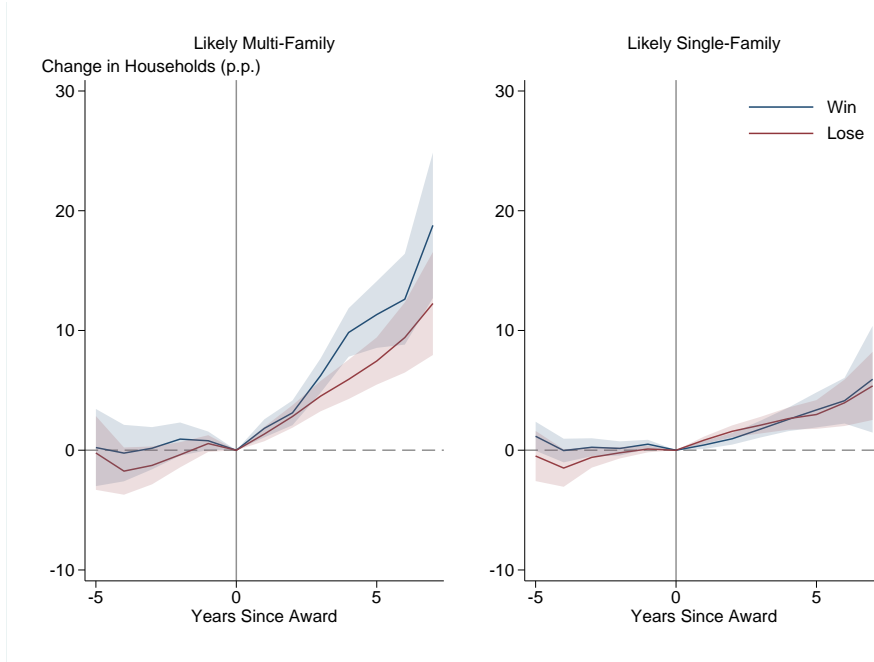 Likely Multi-Family
Change in Households (p.p.)
30
20
10
0
-10
-5
0
5
Years Since Award
Likely Single-Family
Win
Lose
30
20
10
0
-10
-5
0
5
Years Since Award